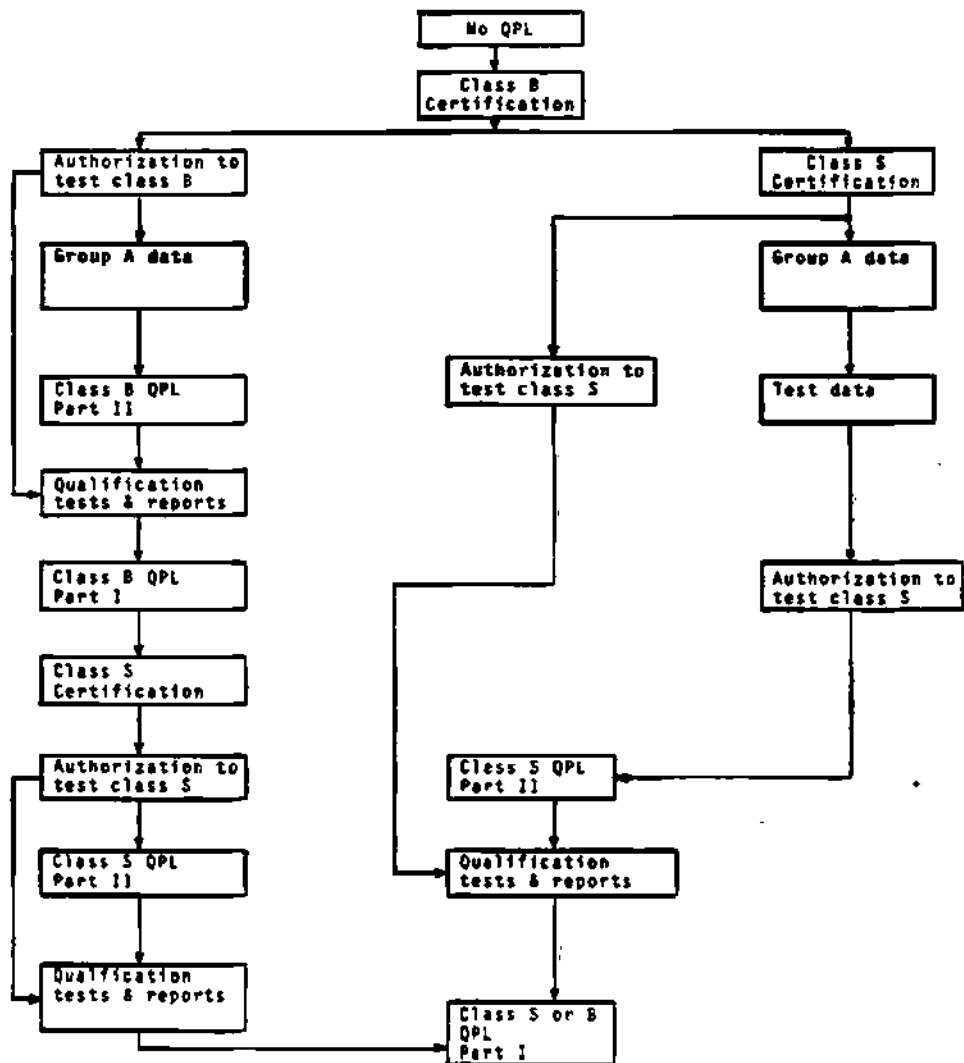 No QPL
Class B
Certification
Authorization to
test class B
Group A data
Class B QPL
Part II
Qualification
tests & reports
Class B QPL
Part I
Class S
Certification
Authorization to
test class S
Class S QPL
Part II
Qualification
tests & reports
Class S
Certification
Group A data
Test data
Authorization to
test class S
Authorization to
test class S
Class S QPL
Part II
Qualification
tests & reports
Class S or B
QPL
Part I